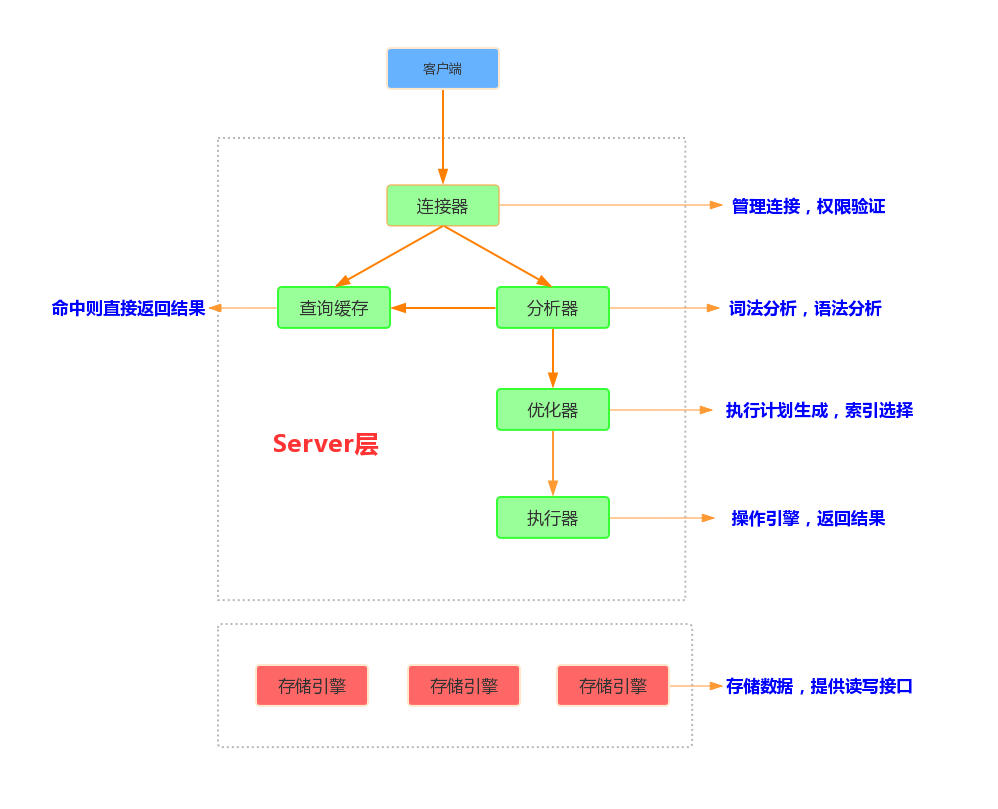 客户端
连接器
管理连接，权限验证
命中则直接返回结果
查询缓存
分析器
词法分析，语法分析
优化器
执行计划生成，索引选择
Server层
执行器
操作引擎，返回结果
存储引擎
存储引擎
存储引擎
存储数据，提供读写接口